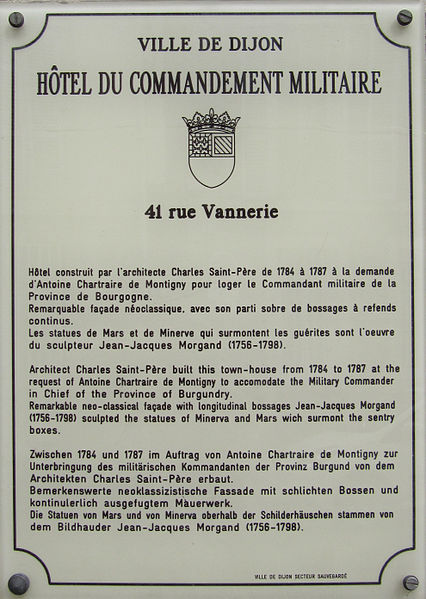 VILLE DE DIJON
HÔTEL DU COMMANDEMENT MILITAIRE
41 rue Vannerie
Hôtel construit par l'architecte Charles Saint-Père de 1784 à 1787 à la demande
d'Antoine Chartraire de Montigny pour loger le Commandant militaire de la
Province de Bourgogne.
Remarquable façade néoclassique, avec son parti sobre de bossages à refends
continus.
Les statues de Mars et de Minerve qui surmontent les guérites sont l'oeuvre
du sculpteur Jean-Jacques Morgand (1756-1798).
Architect Charles Saint-Père built this town-house from 1784 to 1787 at the
request of Antoine Chartraire de Montigny to accomodate the Military Commander
in Chief of the Province of Burgundry.
Remarkable neo-classical façade with longitudinal bossages Jean-Jacques Morgand
(1756-1798) sculpted the statues of Minerva and Mars wich surmont the sentry
boxes.
Zwischen 1784 und 1787 im Auftrag von Antoine Chartraire de Montigny zur
Unterbringung des militärischen Kommandanten der Provinz Burgund von dem
Architekten Charles Saint-Père erbaut.
Bemerkenswerte neoklassizistische Fassade mit schlichten Bossen und
kontinulerlich ausgefugtem Mauerwerk.
Die Statuen von Mars und von Minerva oberhalb der Schilderhäuschen stammen von
dem Bildhauder Jean-Jacques Morgand (1756-1798).
VILLE DE DIJON SECTEUR SAUVEGARDÉ